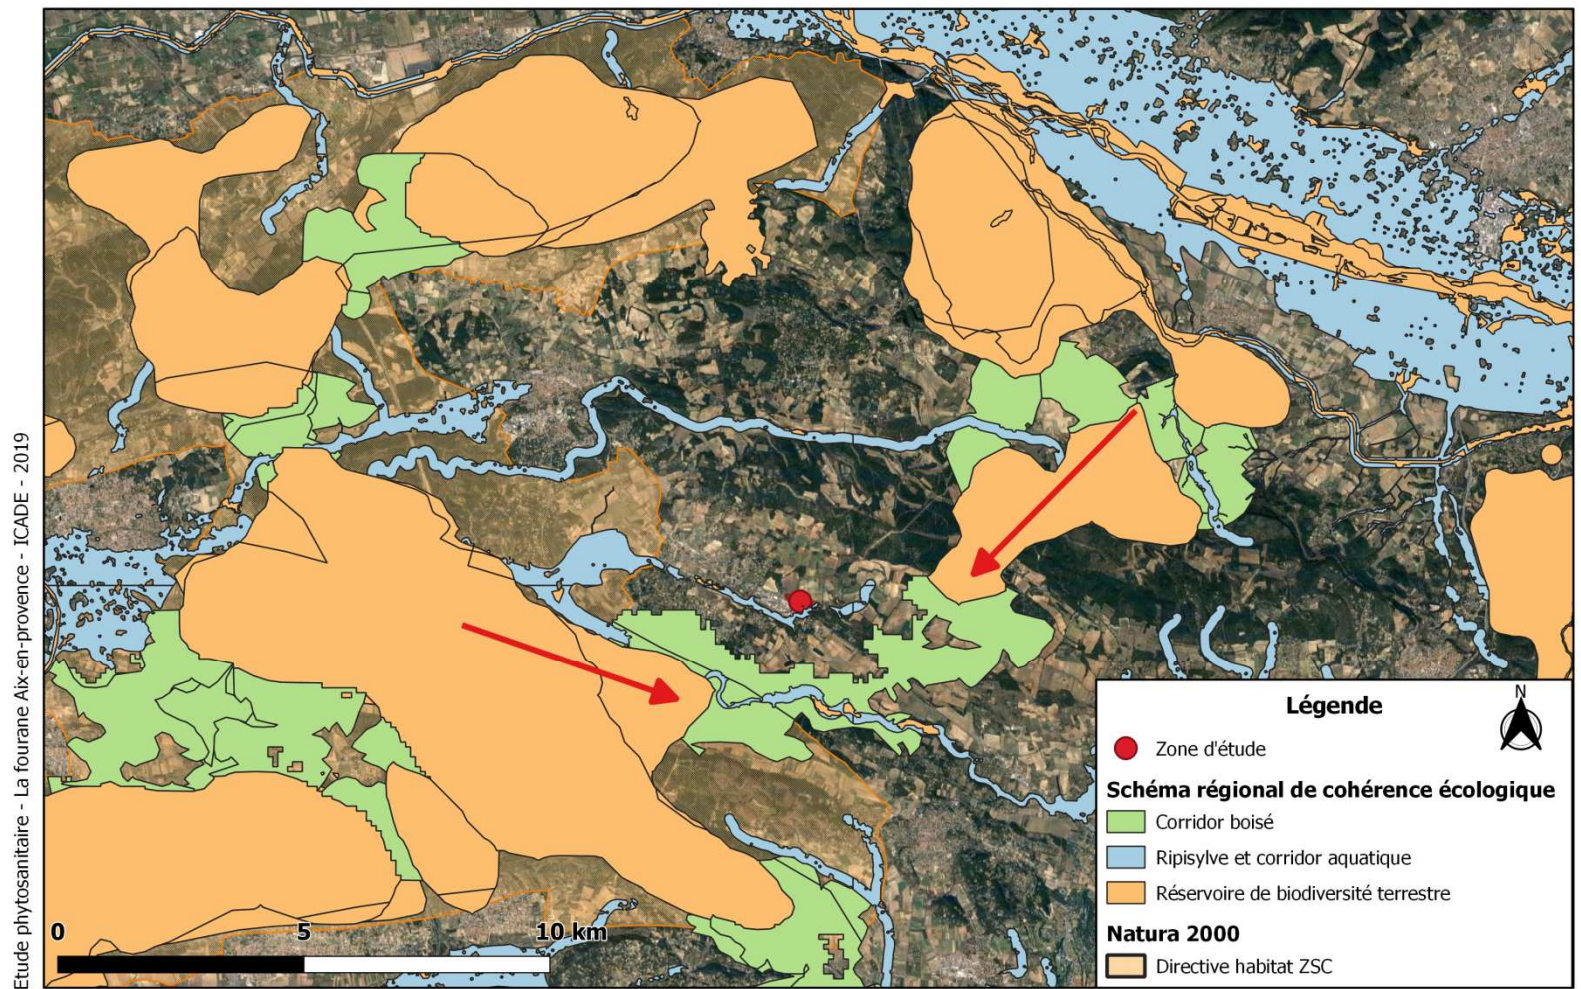 Etude phytosanitaire - La fourane Aix-en-provence - ICADE - 2019
0 5 10 km
Légende
N
Zone d'étude
Schéma régional de cohérence écologique
Corridor boisé
Ripisylve et corridor aquatique
Réservoire de biodiversité terrestre
Natura 2000
Directive habitat ZSC